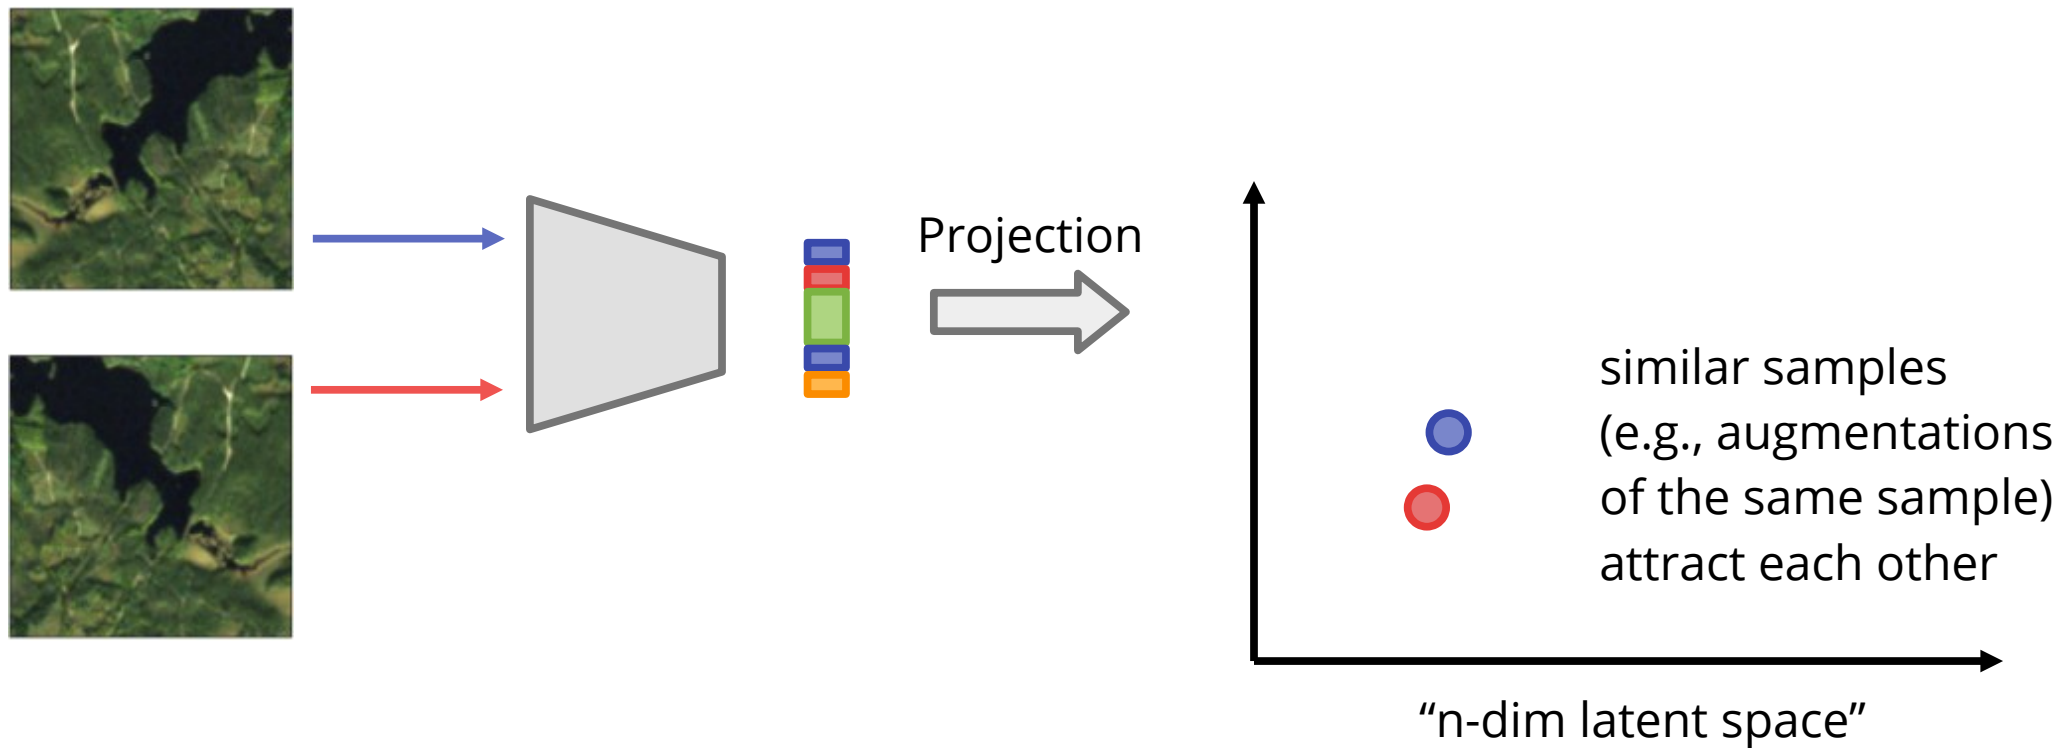 Projection
similar samples
(e.g., augmentations
of the same sample)
attract each other
“n-dim latent space”